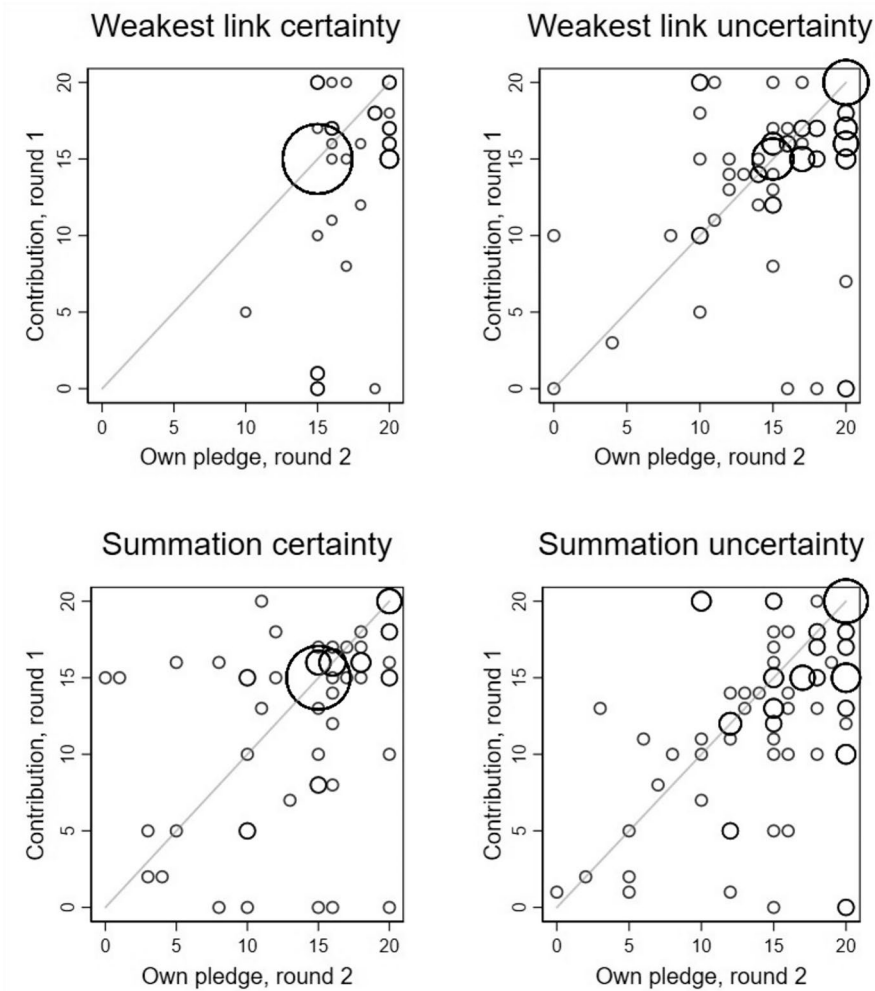 Weakest link certainty
Contribution, round 1
20
15
10
5
0
0 5 10 15 20
Own pledge, round 2
Weakest link uncertainty
Contribution, round 1
20
15
10
5
0
0 5 10 15 20
Own pledge, round 2
Summation certainty
Contribution, round 1
20
15
10
5
0
0 5 10 15 20
Own pledge, round 2
Summation uncertainty
Contribution, round 1
20
15
10
5
0
0 5 10 15 20
Own pledge, round 2